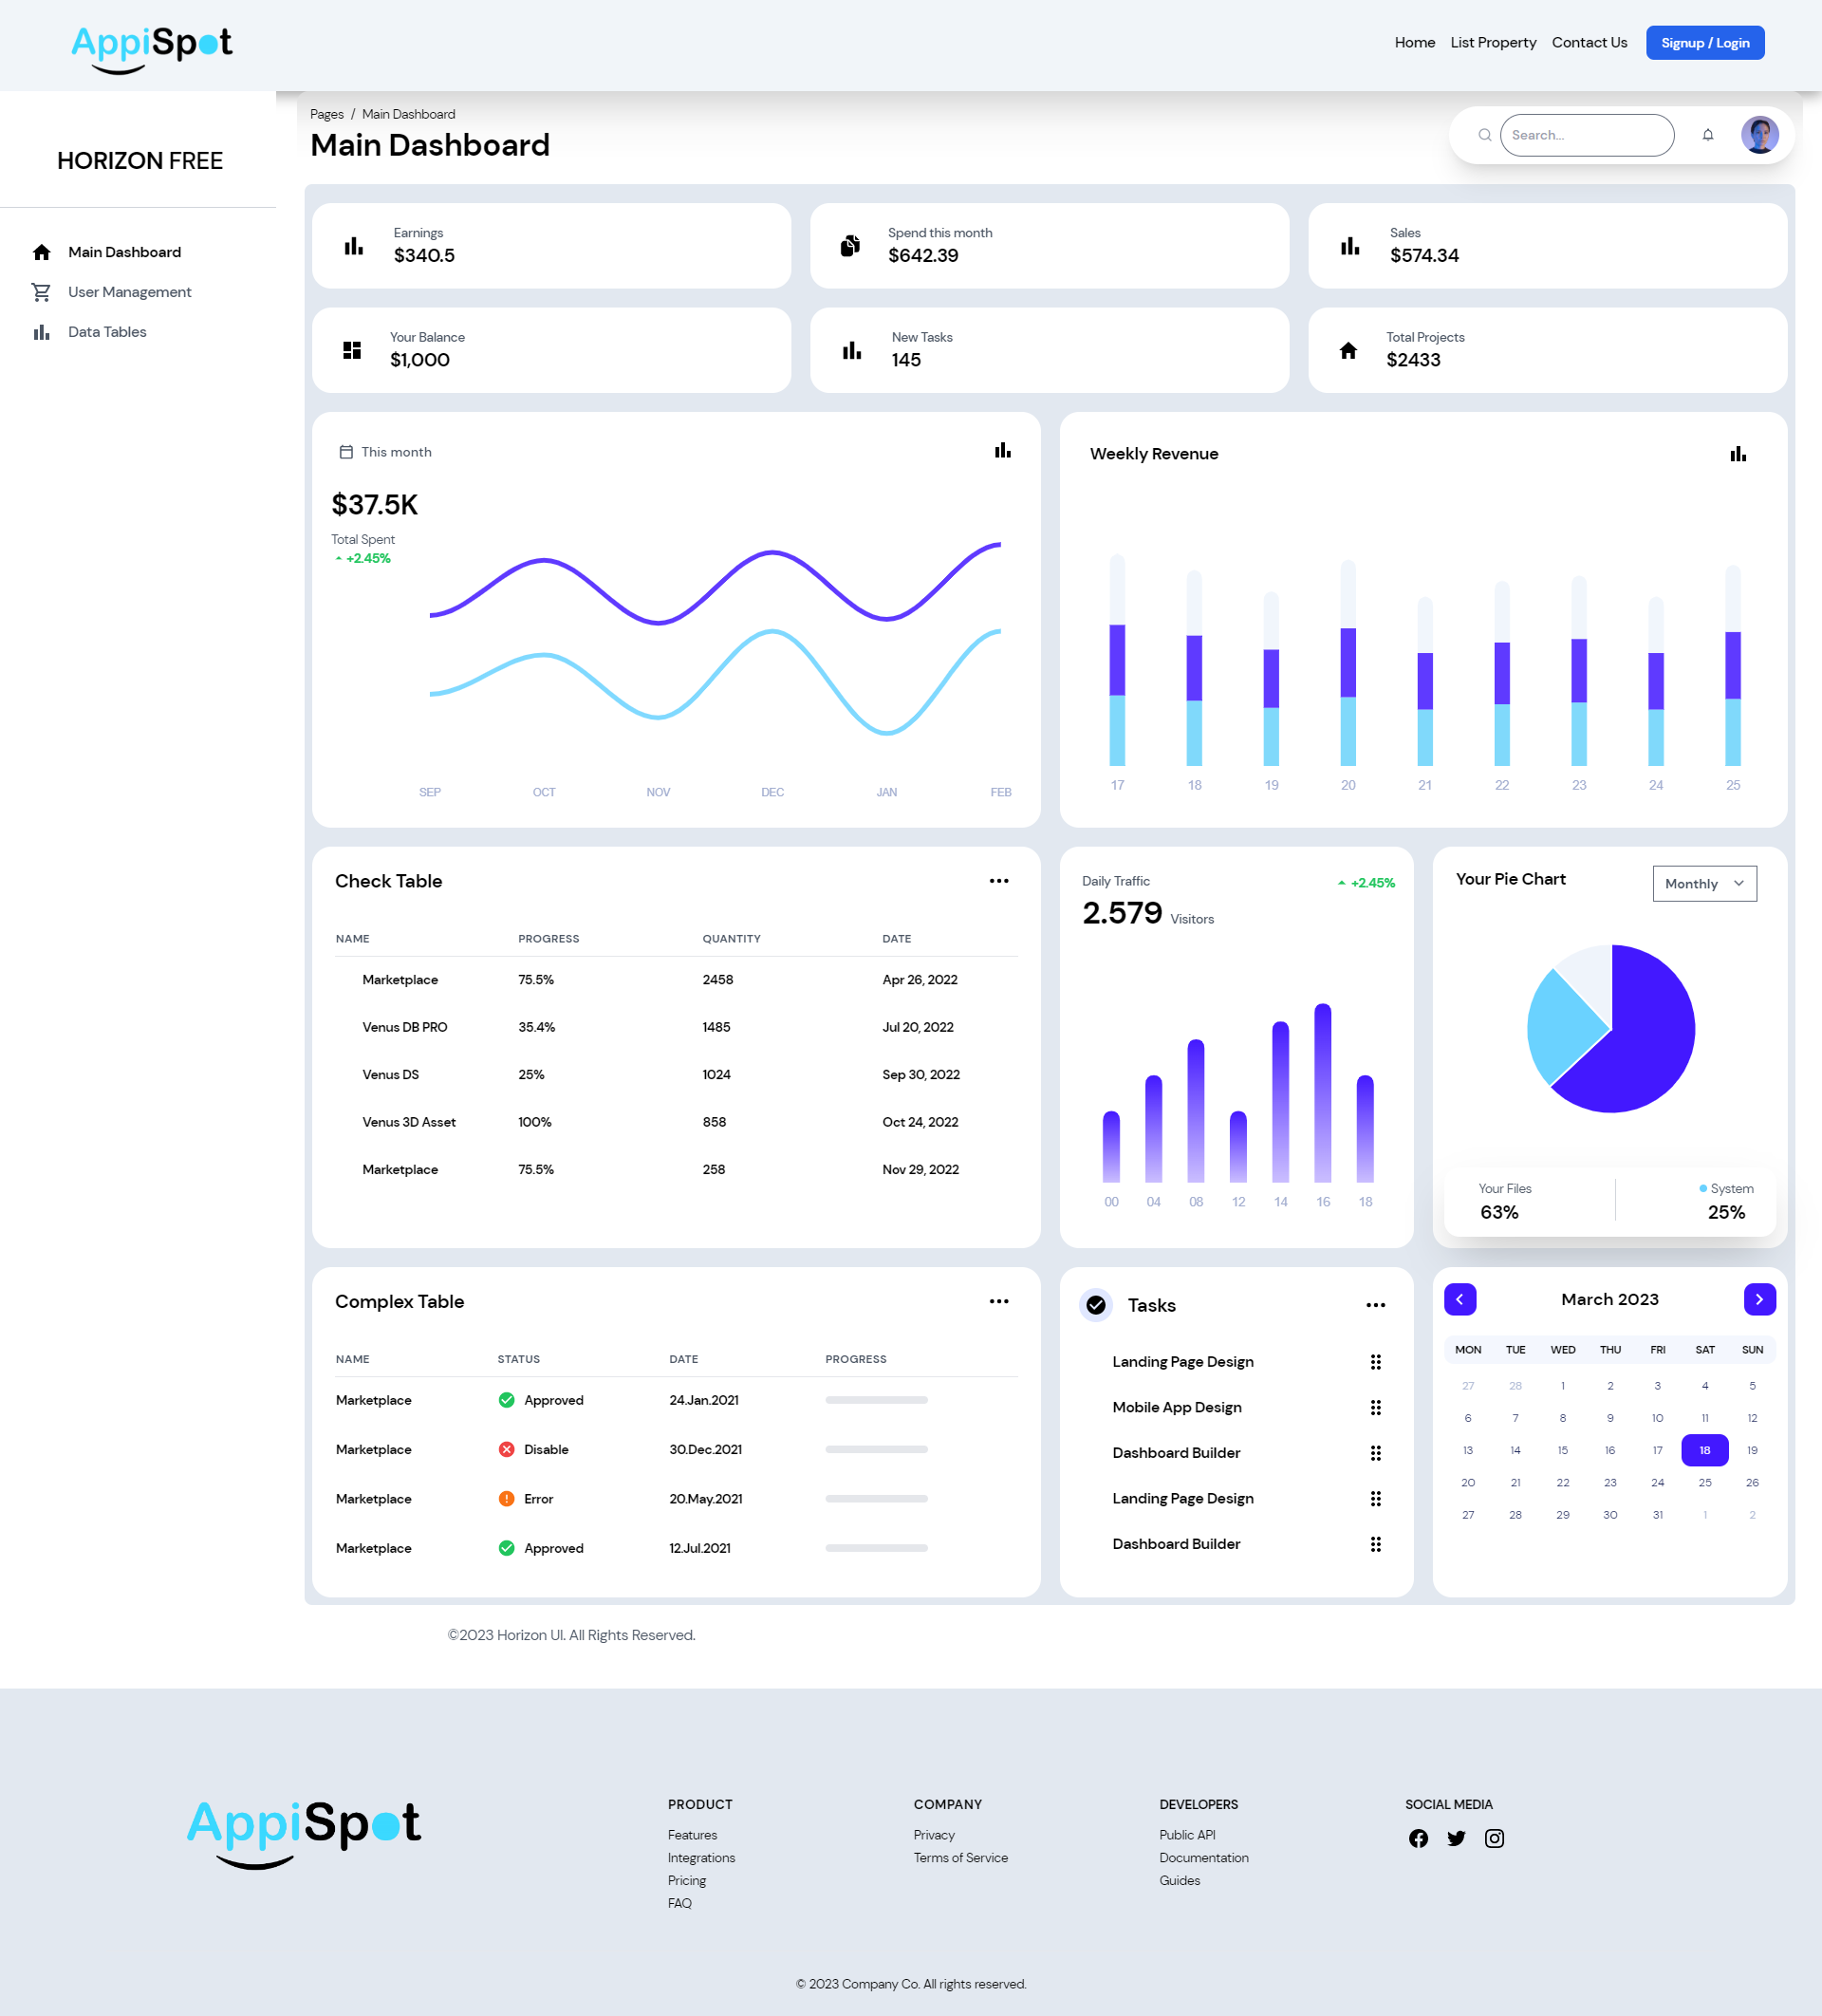 AppiSpot
Home List Property Contact Us Signup / Login
HORIZON FREE
Main Dashboard
User Management
Data Tables
Pages / Main Dashboard
Main Dashboard
Search...
Earnings
$340.5
Spend this month
$642.39
Sales
$574.34
Your Balance
$1,000
New Tasks
145
Total Projects
$2433
This month
$37.5K
Total Spent
+2.45%
SEP OCT NOV DEC JAN FEB
Weekly Revenue
17 18 19 20 21 22 23 24 25
Check Table
NAME PROGRESS QUANTITY DATE
Marketplace 75.5% 2458 Apr 26, 2022
Venus DB PRO 35.4% 1485 Jul 20, 2022
Venus DS 25% 1024 Sep 30, 2022
Venus 3D Asset 100% 858 Oct 24, 2022
Marketplace 75.5% 258 Nov 29, 2022
Daily Traffic
2.579 Visitors
+2.45%
00 04 08 12 14 16 18
Your Pie Chart
Monthly
Your Files
63%
System
25%
Complex Table
NAME STATUS DATE PROGRESS
Marketplace Approved 24.Jan.2021
Marketplace Disable 30.Dec.2021
Marketplace Error 20.May.2021
Marketplace Approved 12.Jul.2021
Tasks
Landing Page Design
Mobile App Design
Dashboard Builder
Landing Page Design
Dashboard Builder
March 2023
MON TUE WED THU FRI SAT SUN
27 28 1 2 3 4 5
6 7 8 9 10 11 12
13 14 15 16 17 18 19
20 21 22 23 24 25 26
27 28 29 30 31 1 2
©2023 Horizon UI. All Rights Reserved.
AppiSpot
PRODUCT
Features
Integrations
Pricing
FAQ
COMPANY
Privacy
Terms of Service
DEVELOPERS
Public API
Documentation
Guides
SOCIAL MEDIA
© 2023 Company Co. All rights reserved.